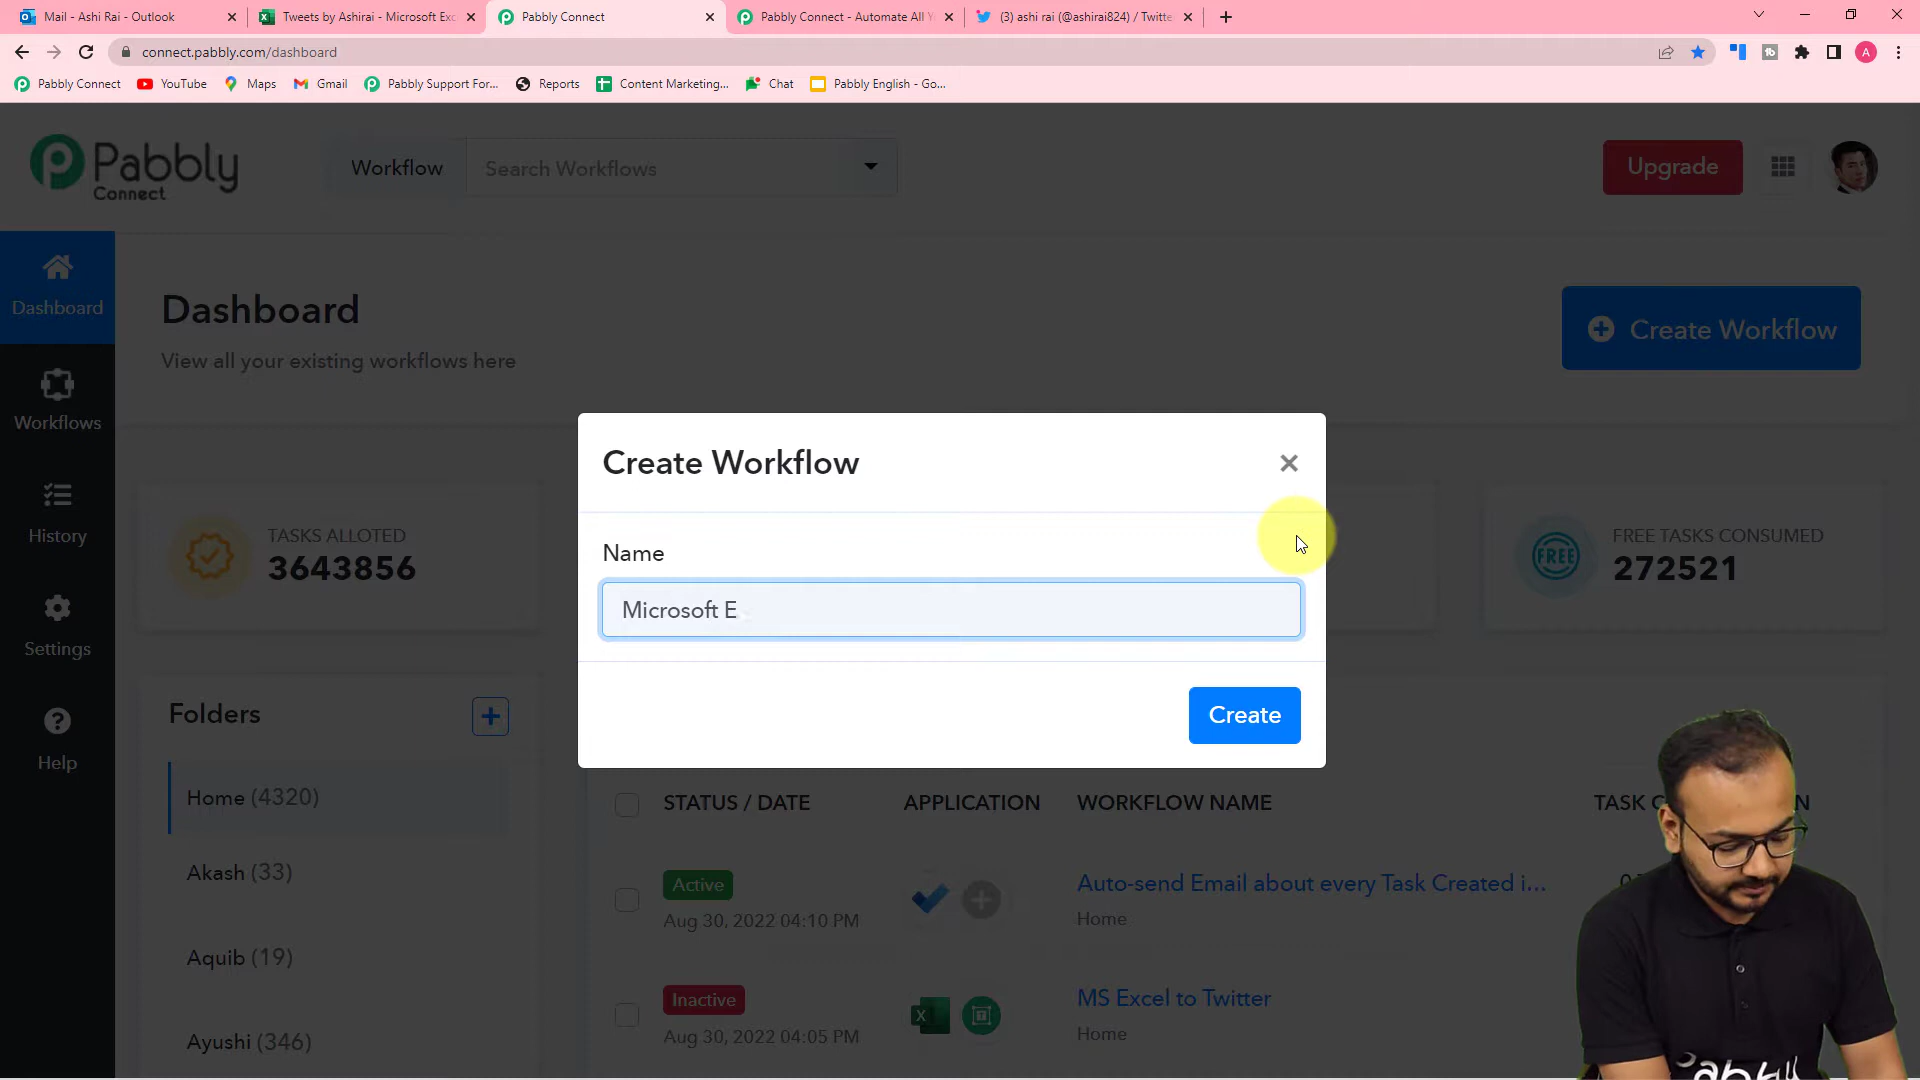 Mail - Ashi Rai - Outlook
Tweets by Ashirai - Microsoft Exc
Pabbly Connect
Pabbly Connect - Automate All Y
(3) ashi rai (@ashirai824) / Twitte
connect.pabbly.com/dashboard
A
Pabbly Connect
YouTube
Maps
Gmail
Pabbly Support For...
Reports
Content Marketing...
Chat
Pabbly English - Go...
Pabbly
Connect
Workflow
Search Workflows
Upgrade
Dashboard
Workflows
History
Settings
Help
Dashboard
View all your existing workflows here
Create Workflow
TASKS ALLOTED
3643856
FREE
FREE TASKS CONSUMED
272521
Create Workflow
Name
Microsoft E
Create
Folders
Home (4320)
Akash (33)
Aquib (19)
Ayushi (346)
STATUS / DATE
APPLICATION
WORKFLOW NAME
TASK
Active
Aug 30, 2022 04:10 PM
Auto-send Email about every Task Created i...
Home
Inactive
Aug 30, 2022 04:05 PM
MS Excel to Twitter
Home
Pabbly